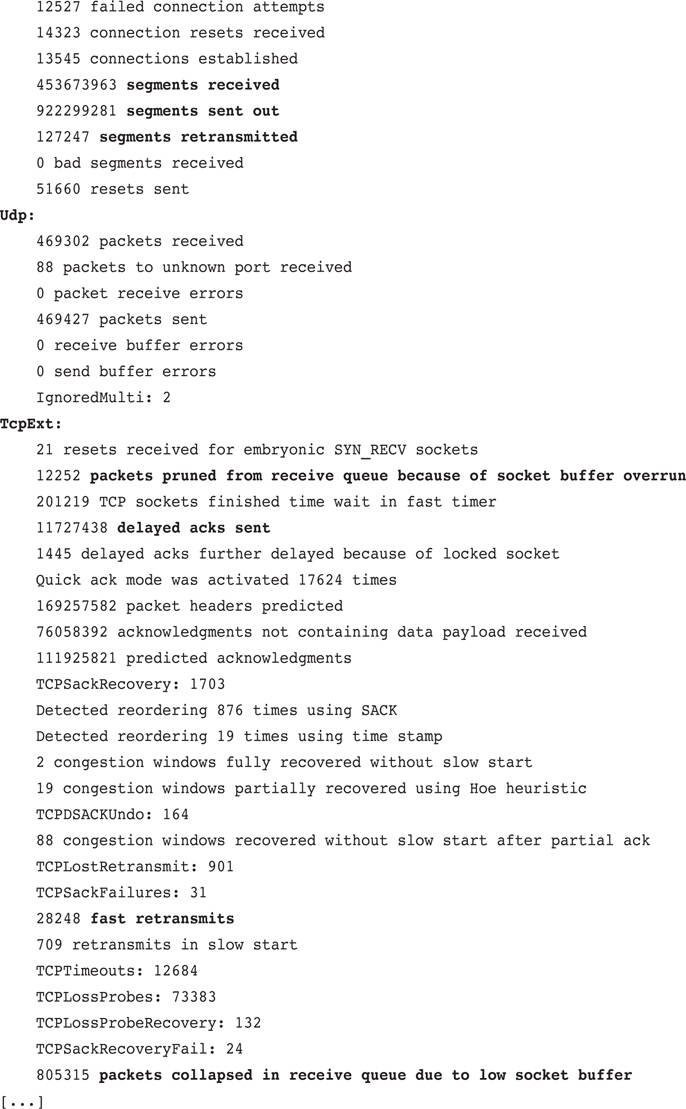 12527 failed connection attempts
14323 connection resets received
13545 connections established
453673963 segments received
922299281 segments sent out
127247 segments retransmitted
0 bad segments received
51660 resets sent
Udp:
469302 packets received
88 packets to unknown port received
0 packet receive errors
469427 packets sent
0 receive buffer errors
0 send buffer errors
IgnoredMulti: 2
TcpExt:
21 resets received for embryonic SYN_RECV sockets
12252 packets pruned from receive queue because of socket buffer overrun
201219 TCP sockets finished time wait in fast timer
11727438 delayed acks sent
1445 delayed acks further delayed because of locked socket
Quick ack mode was activated 17624 times
169257582 packet headers predicted
76058392 acknowledgments not containing data payload received
111925821 predicted acknowledgments
TCPSackRecovery: 1703
Detected reordering 876 times using SACK
Detected reordering 19 times using time stamp
2 congestion windows fully recovered without slow start
19 congestion windows partially recovered using Hoe heuristic
TCPDSACKUndo: 164
88 congestion windows recovered without slow start after partial ack
TCPLostRetransmit: 901
TCPSackFailures: 31
28248 fast retransmits
709 retransmits in slow start
TCPTimeouts: 12684
TCPLossProbes: 73383
TCPLossProbeRecovery: 132
TCPSackRecoveryFail: 24
805315 packets collapsed in receive queue due to low socket buffer
[...]